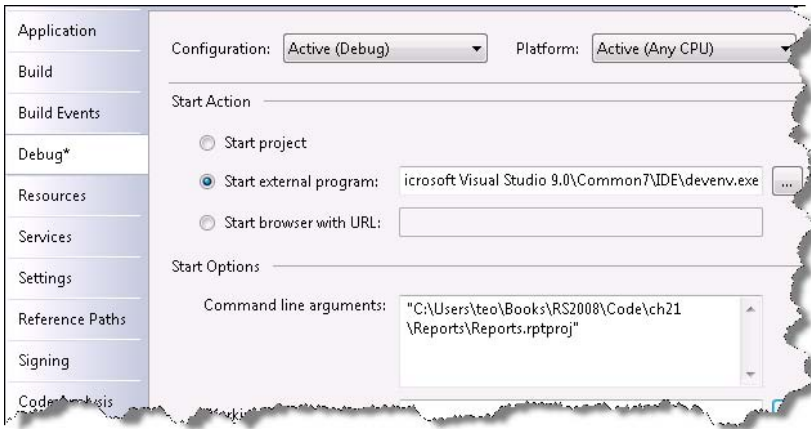 Application
Build
Build Events
Debug*
Resources
Services
Settings
Reference Paths
Signing
Code Analysis
Configuration: Active (Debug) Platform: Active (Any CPU)
Start Action
Start project
Start external program: icrosoft Visual Studio 9.0\Common7\IDE\devenv.exe ...
Start browser with URL:
Start Options
Command line arguments: "C:\Users\teo\Books\RS2008\Code\ch21
\Reports\Reports.rptproj"